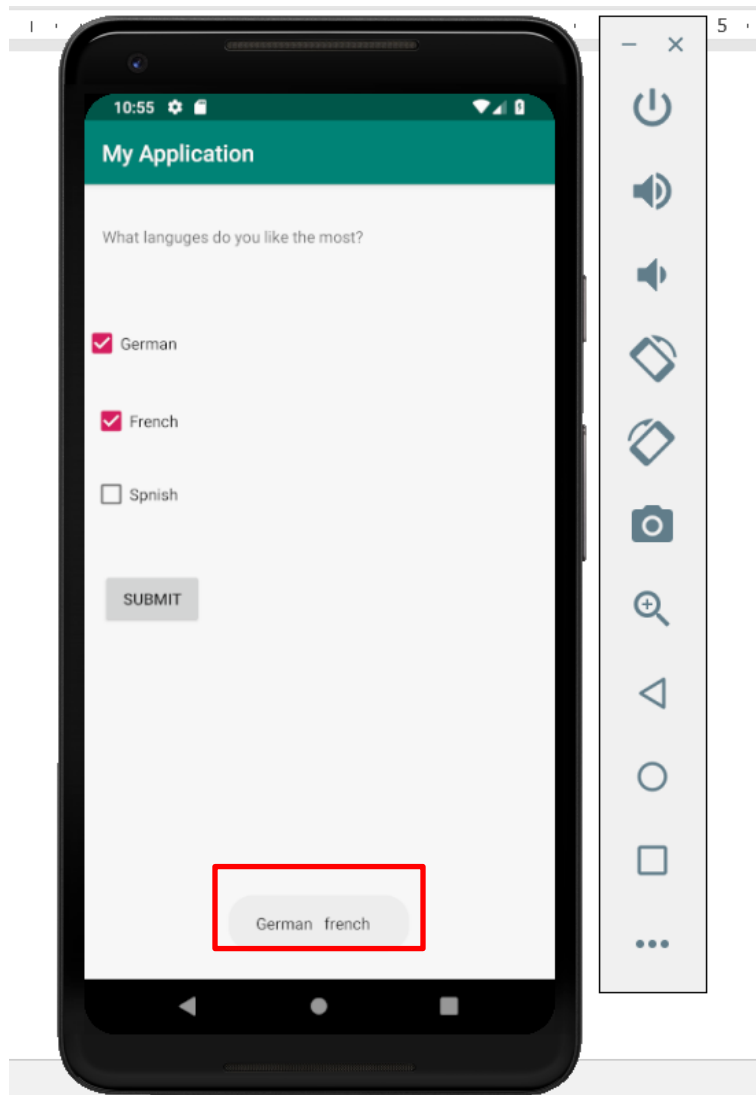 5
10:55
My Application
What languges do you like the most?
German
French
Spnish
SUBMIT
German french